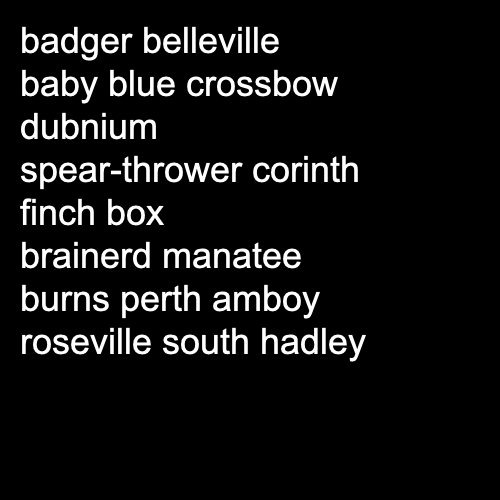 badger belleville
baby blue crossbow
dubnium
spear-thrower corinth
finch box
brainerd manatee
burns perth amboy
roseville south hadley